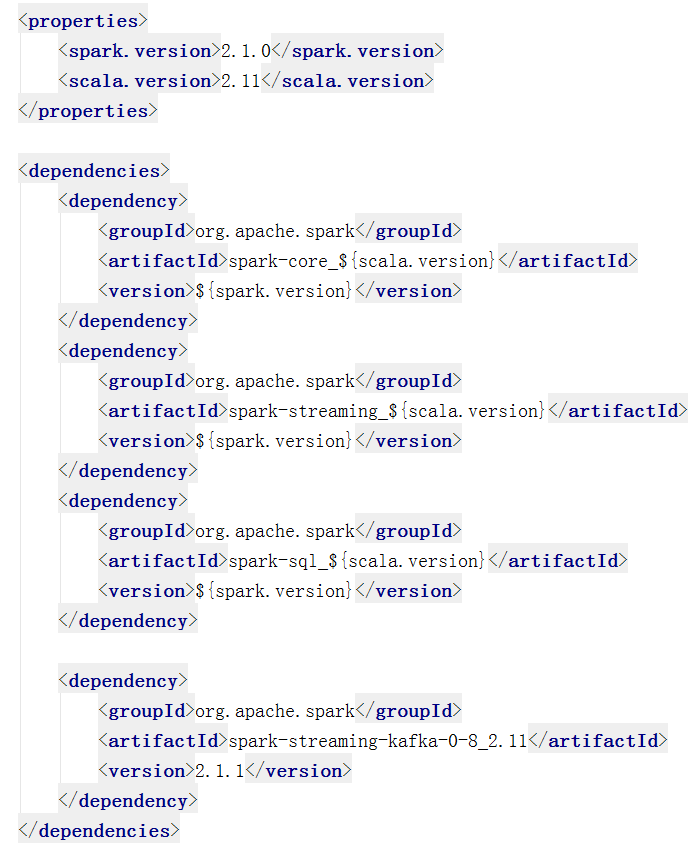 <properties>
<spark.version>2.1.0</spark.version>
<scala.version>2.11</scala.version>
</properties>
<dependencies>
<dependency>
<groupId>org.apache.spark</groupId>
<artifactId>spark-core_${scala.version}</artifactId>
<version>${spark.version}</version>
</dependency>
<dependency>
<groupId>org.apache.spark</groupId>
<artifactId>spark-streaming_${scala.version}</artifactId>
<version>${spark.version}</version>
</dependency>
<dependency>
<groupId>org.apache.spark</groupId>
<artifactId>spark-sql_${scala.version}</artifactId>
<version>${spark.version}</version>
</dependency>
<dependency>
<groupId>org.apache.spark</groupId>
<artifactId>spark-streaming-kafka-0-8_2.11</artifactId>
<version>2.1.1</version>
</dependency>
</dependencies>